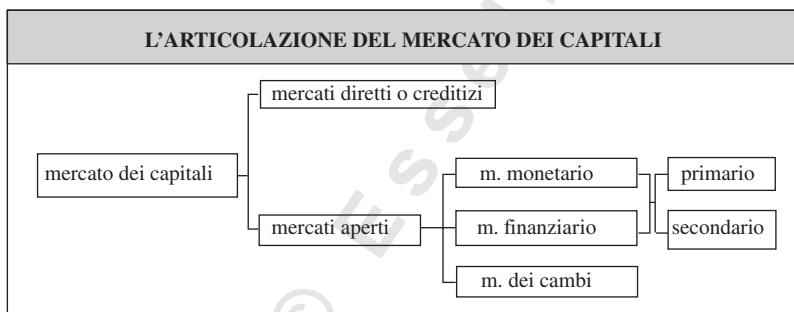 L'ARTICOLAZIONE DEL MERCATO DEI CAPITALI
mercati diretti o creditizi
mercato dei capitali
m. monetario
primario
mercati aperti
m. finanziario
secondario
m. dei cambi
© Esse